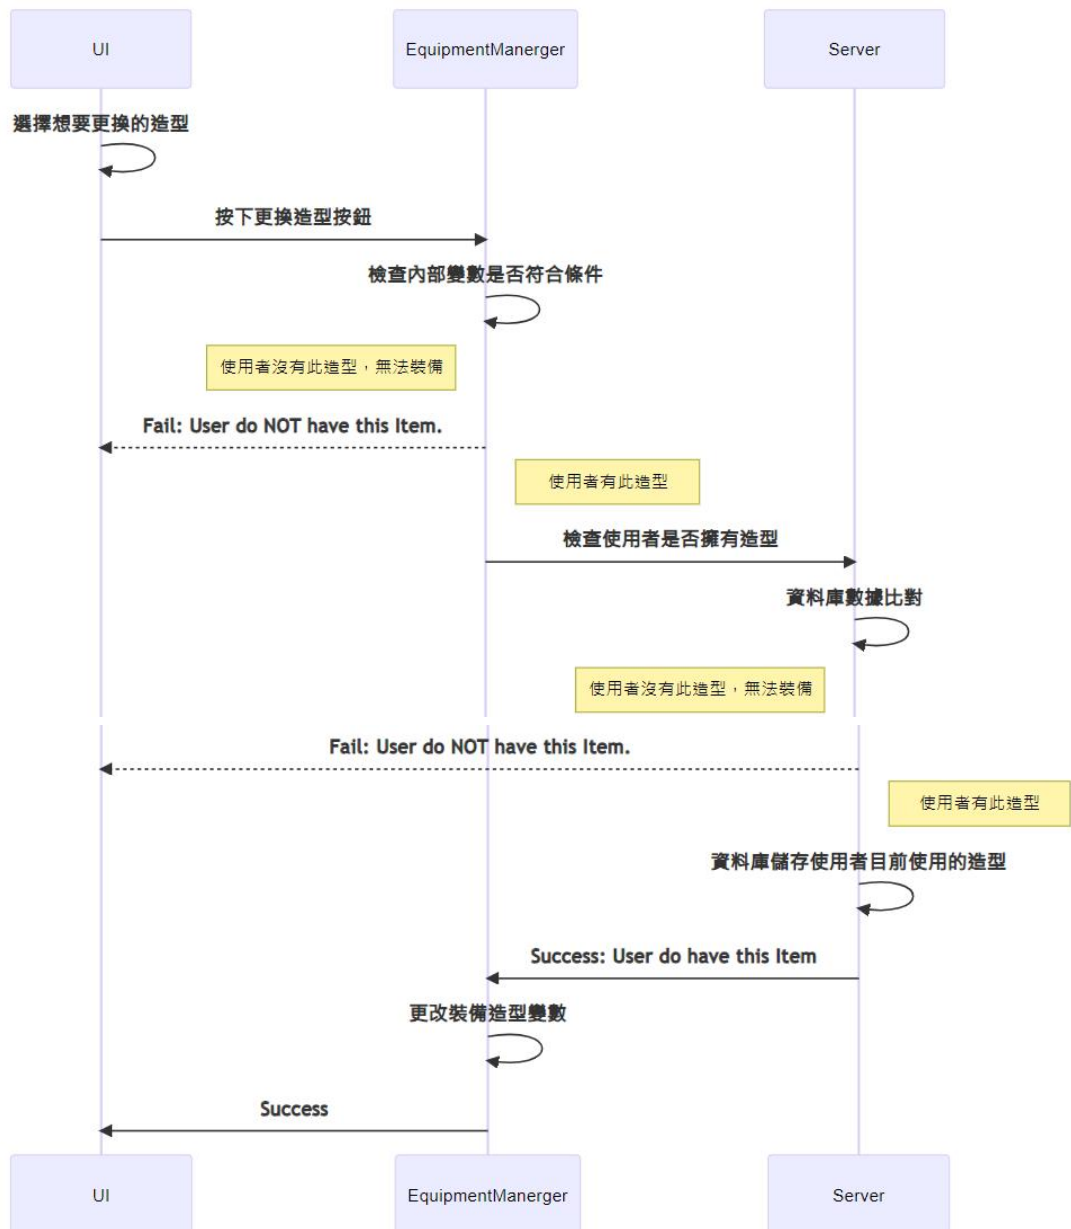 UI
EquipmentManerger
Server
選擇想要更換的造型
按下更換造型按鈕
檢查內部變數是否符合條件
使用者沒有此造型，無法裝備
Fail: User do NOT have this Item.
使用者有此造型
檢查使用者是否擁有造型
資料庫數據比對
使用者沒有此造型，無法裝備
Fail: User do NOT have this Item.
使用者有此造型
資料庫儲存使用者目前使用的造型
Success: User do have this Item
更改裝備造型變數
Success
UI
EquipmentManerger
Server